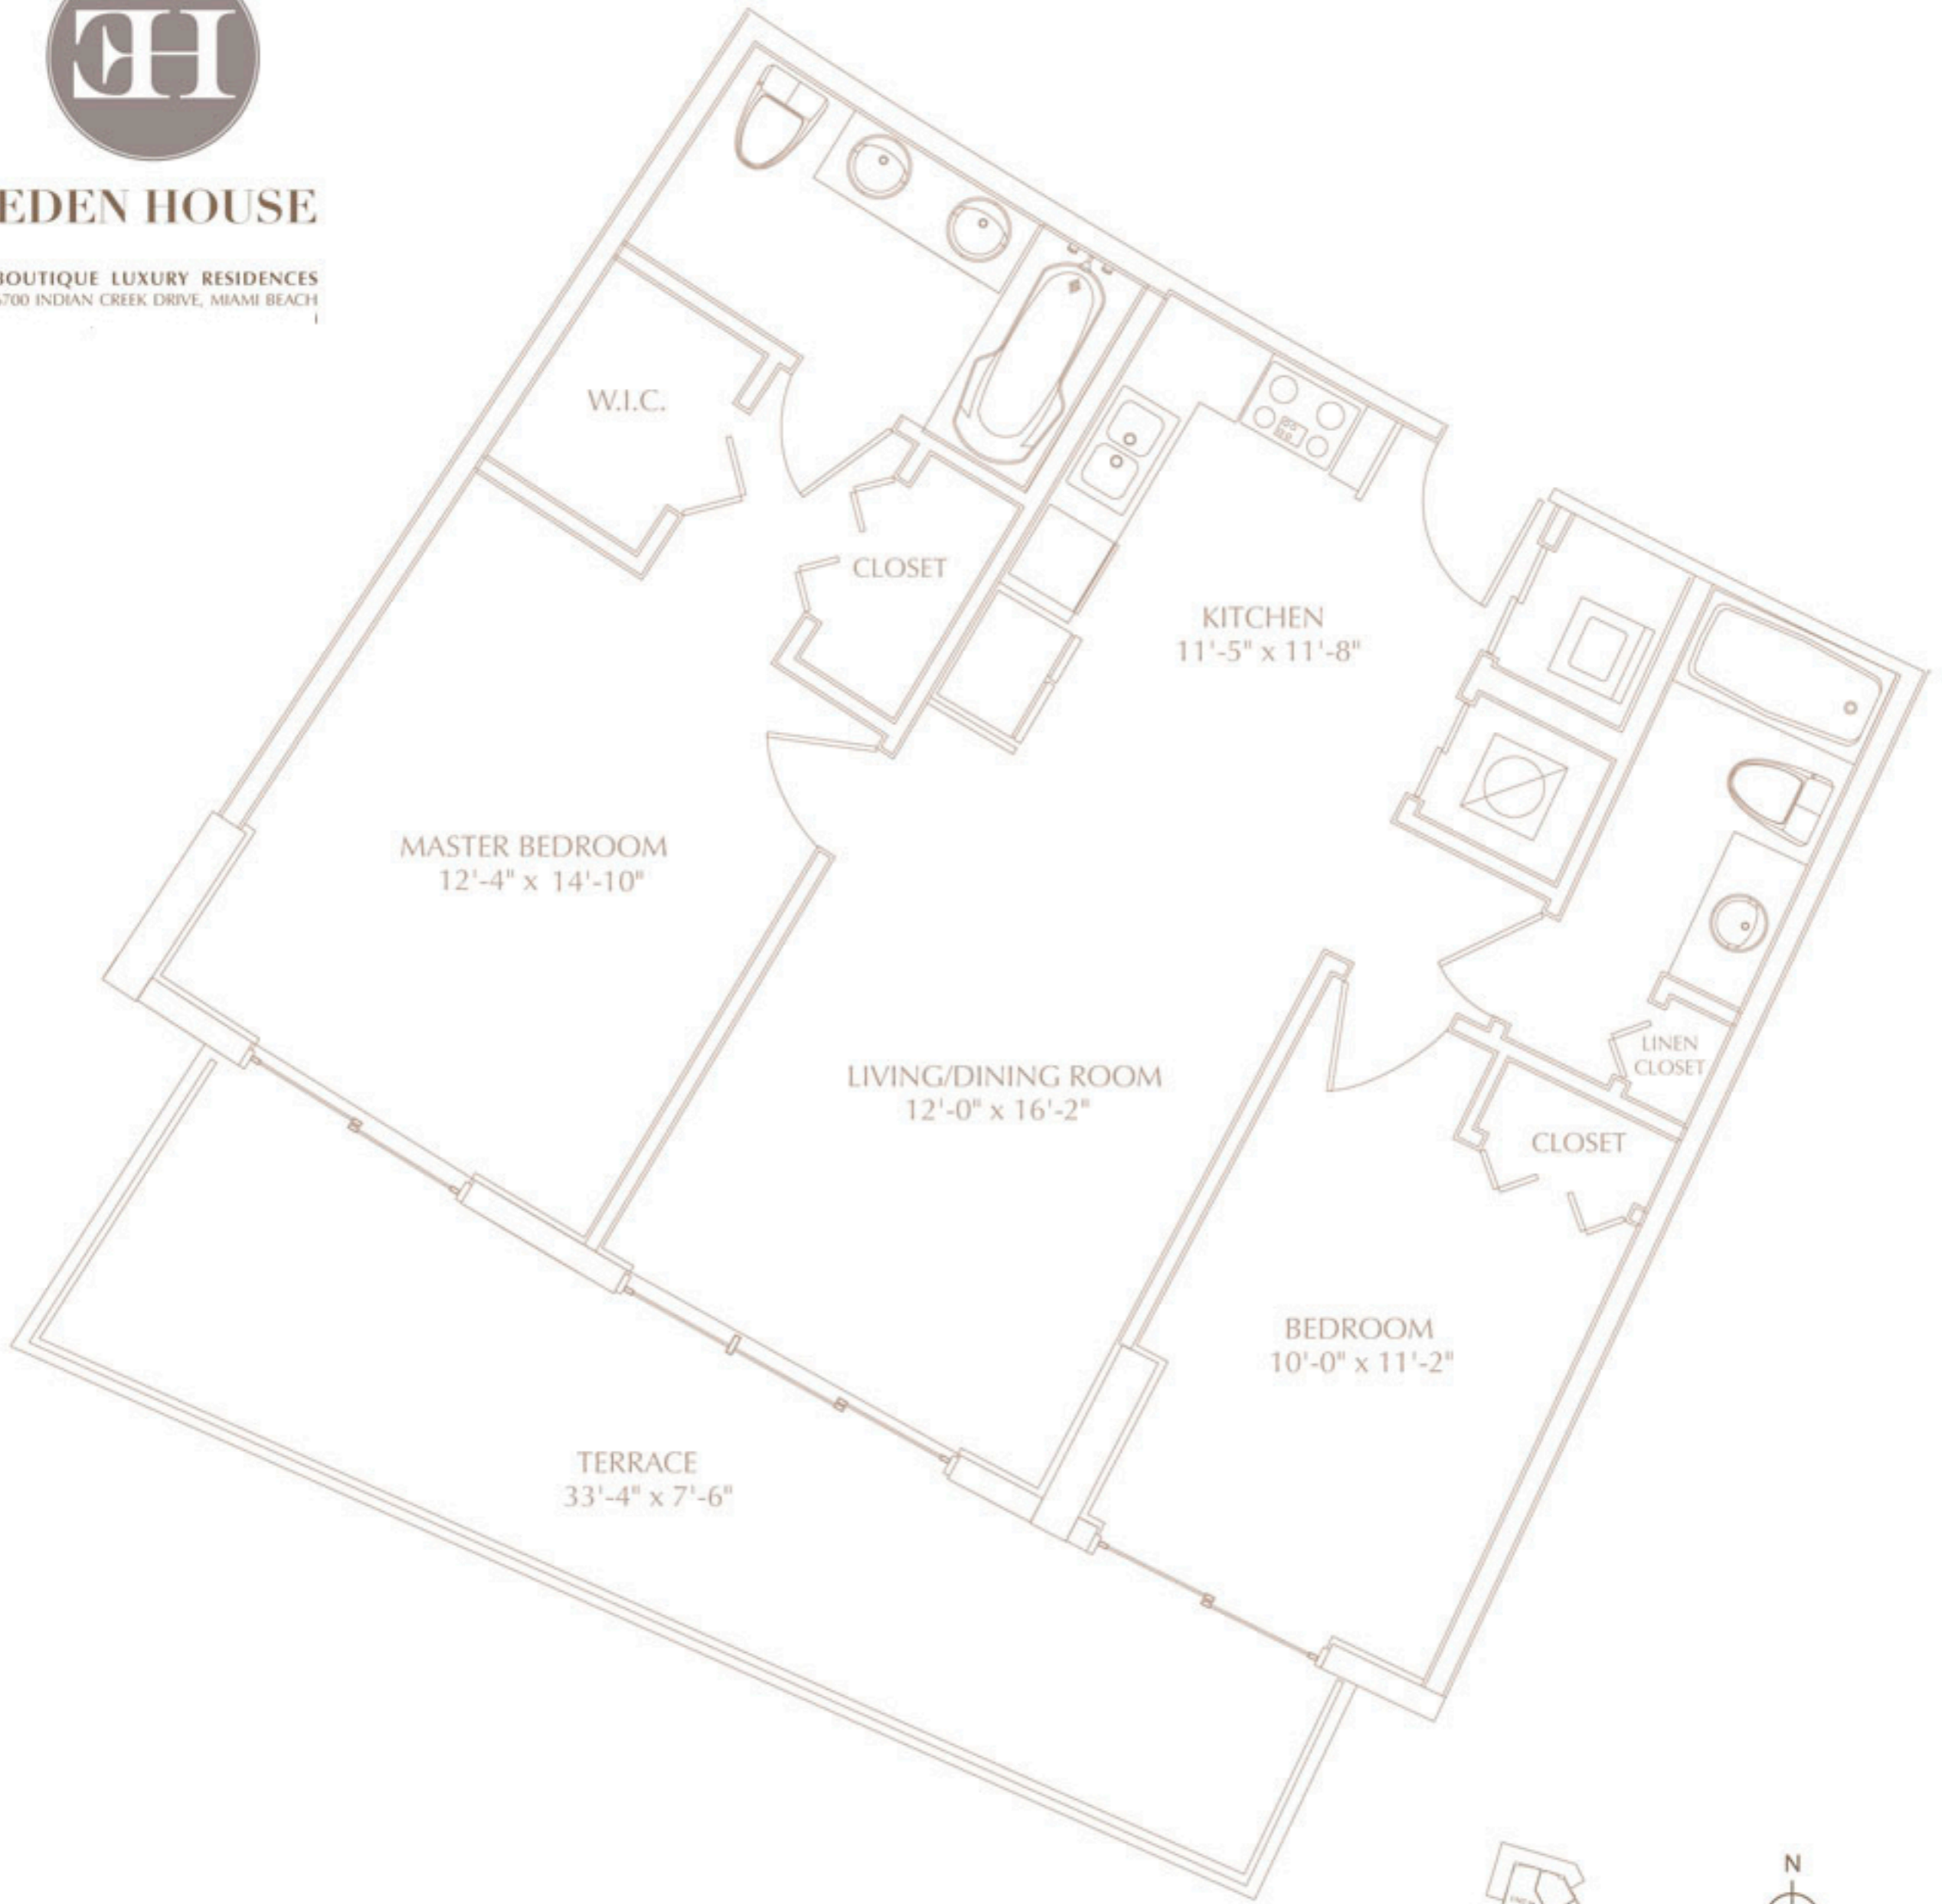 EH
EDEN HOUSE
BOUTIQUE LUXURY RESIDENCES
6700 INDIAN CREEK DRIVE, MIAMI BEACH
W.I.C.
CLOSET
KITCHEN
11'-5" x 11'-8"
MASTER BEDROOM
12'-4" x 14'-10"
LINEN
CLOSET
LIVING/DINING ROOM
12'-0" x 16'-2"
CLOSET
BEDROOM
10'-0" x 11'-2"
TERRACE
33'-4" x 7'-6"
N